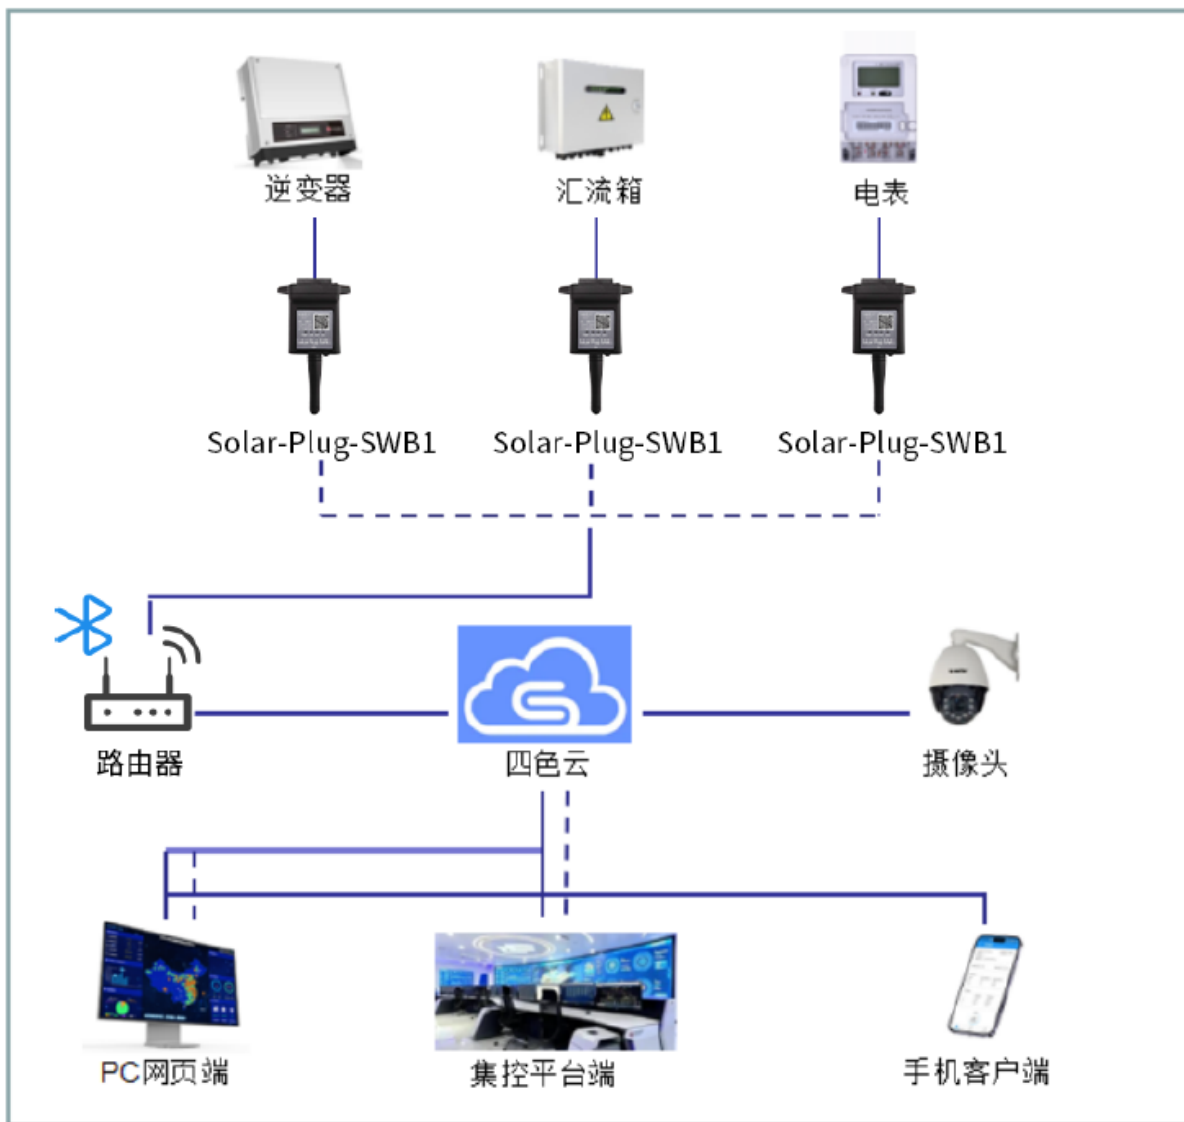 逆变器
汇流箱
电表
Solar-Plug-SWB1
Solar-Plug-SWB1
Solar-Plug-SWB1
路由器
四色云
摄像头
PC网页端
集控平台端
手机客户端